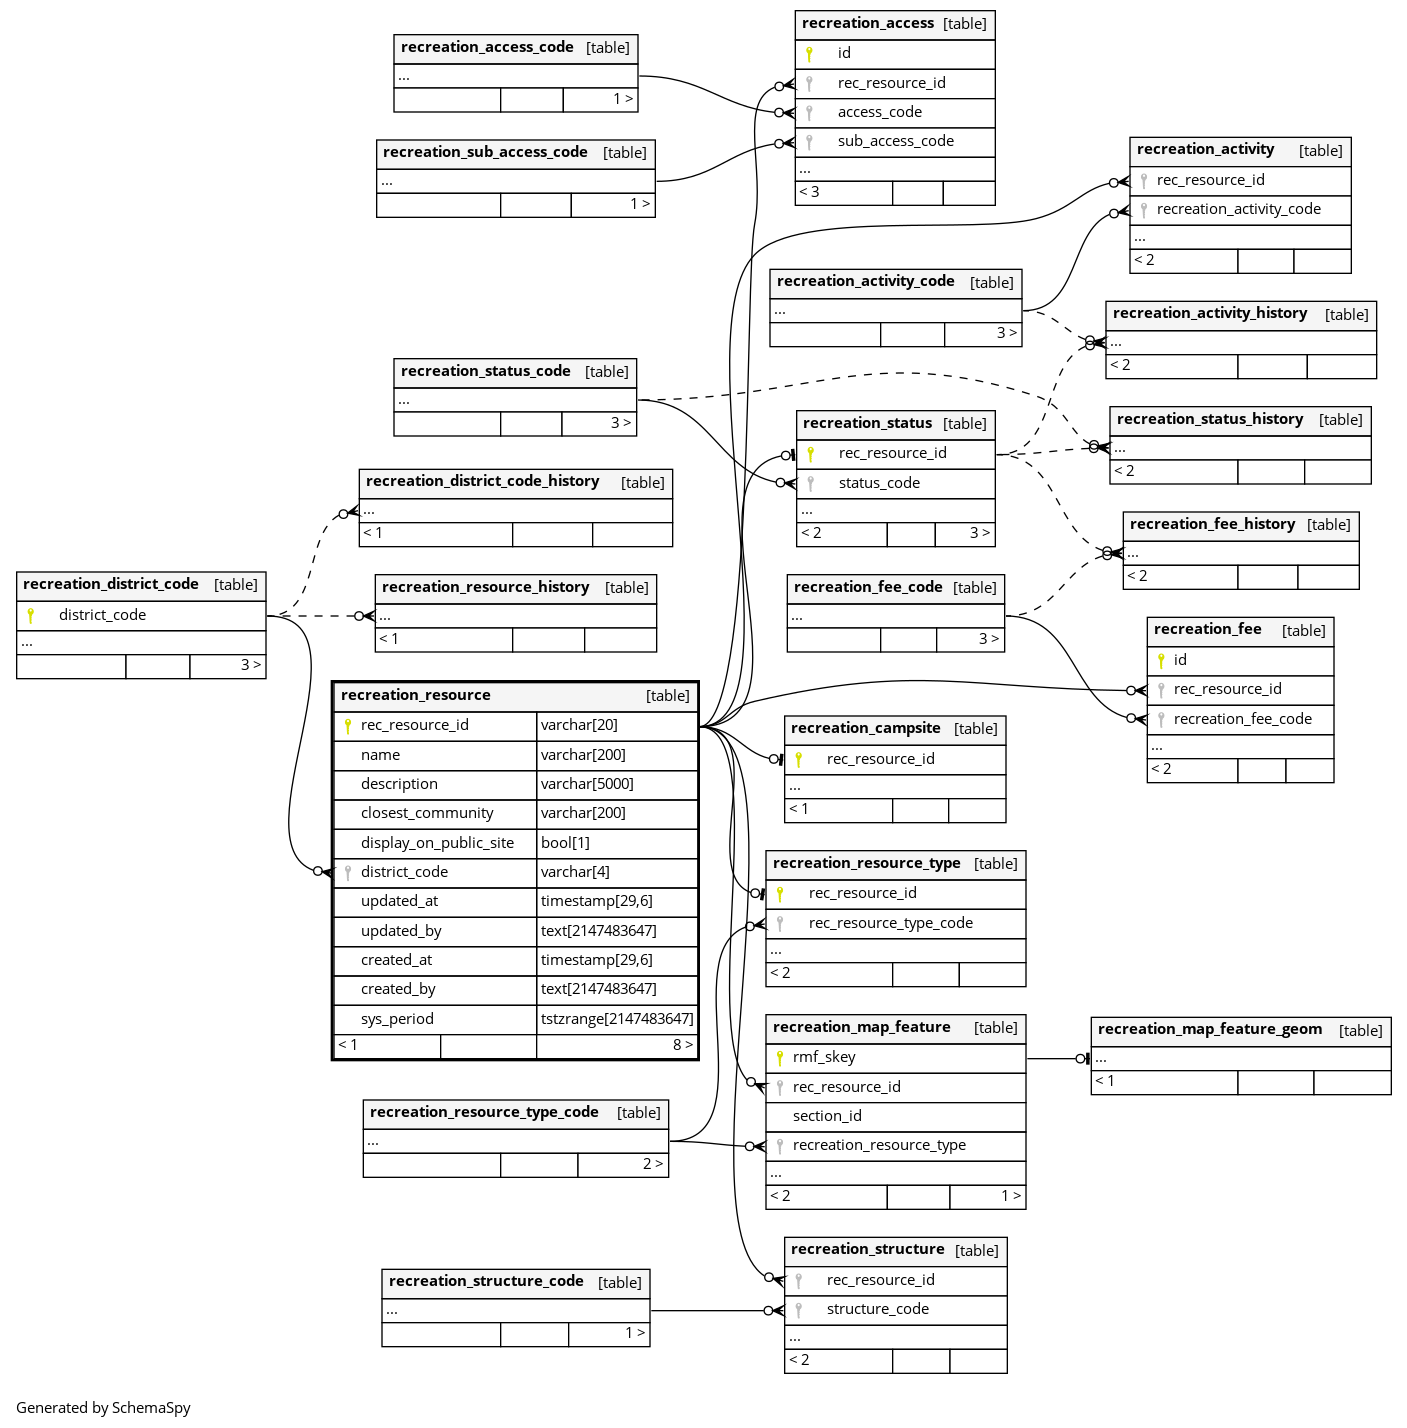 recreation_access [table]
id
rec_resource_id
access_code
sub_access_code
...
< 3
recreation_access_code [table]
...
1 >
recreation_sub_access_code [table]
...
1 >
recreation_activity [table]
rec_resource_id
recreation_activity_code
...
< 2
recreation_activity_code [table]
...
3 >
recreation_activity_history [table]
...
< 2
recreation_status_code [table]
...
3 >
recreation_status [table]
rec_resource_id
status_code
...
< 2 3 >
recreation_status_history [table]
...
< 2
recreation_district_code_history [table]
...
< 1
recreation_fee_history [table]
...
< 2
recreation_district_code [table]
district_code
...
3 >
recreation_resource_history [table]
...
< 1
recreation_fee_code [table]
...
3 >
recreation_fee [table]
id
rec_resource_id
recreation_fee_code
...
< 2
recreation_resource [table]
rec_resource_id varchar[20]
name varchar[200]
description varchar[5000]
closest_community varchar[200]
display_on_public_site bool[1]
district_code varchar[4]
updated_at timestamp[29,6]
updated_by text[2147483647]
created_at timestamp[29,6]
created_by text[2147483647]
sys_period tstzrange[2147483647]
< 1 8 >
recreation_campsite [table]
rec_resource_id
...
< 1
recreation_resource_type [table]
rec_resource_id
rec_resource_type_code
...
< 2
recreation_map_feature [table]
rmf_skey
rec_resource_id
section_id
recreation_resource_type
...
< 2 1 >
recreation_map_feature_geom [table]
...
< 1
recreation_resource_type_code [table]
...
2 >
recreation_structure [table]
rec_resource_id
structure_code
...
< 2
recreation_structure_code [table]
...
1 >
Generated by SchemaSpy